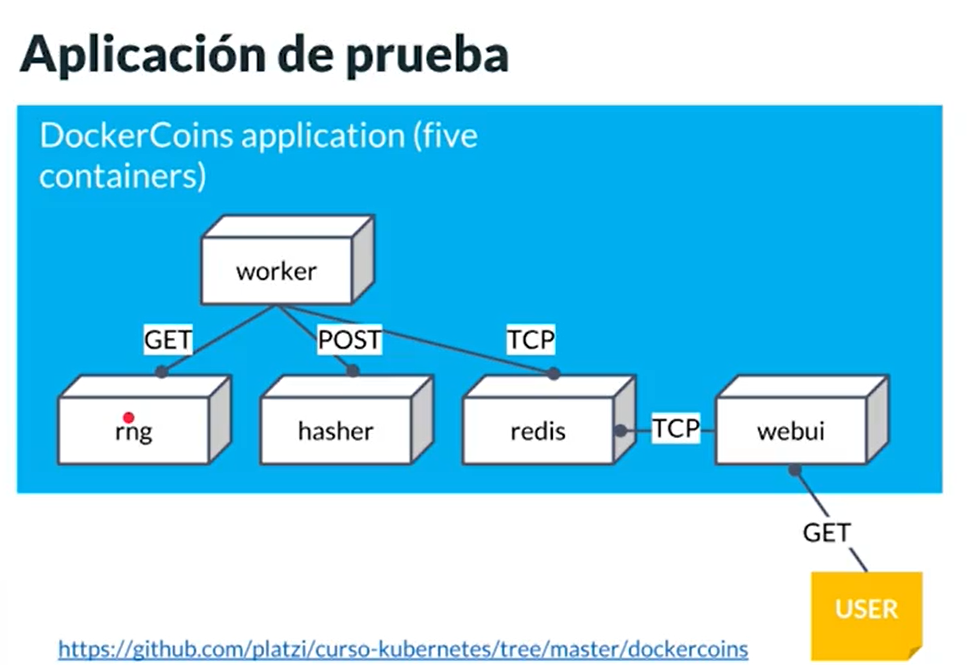 Aplicación de prueba
DockerCoins application (five
containers)
worker
GET
POST
TCP
rng
hasher
redis
TCP
webui
GET
USER
https://github.com/platzi/curso-kubernetes/tree/master/dockercoins